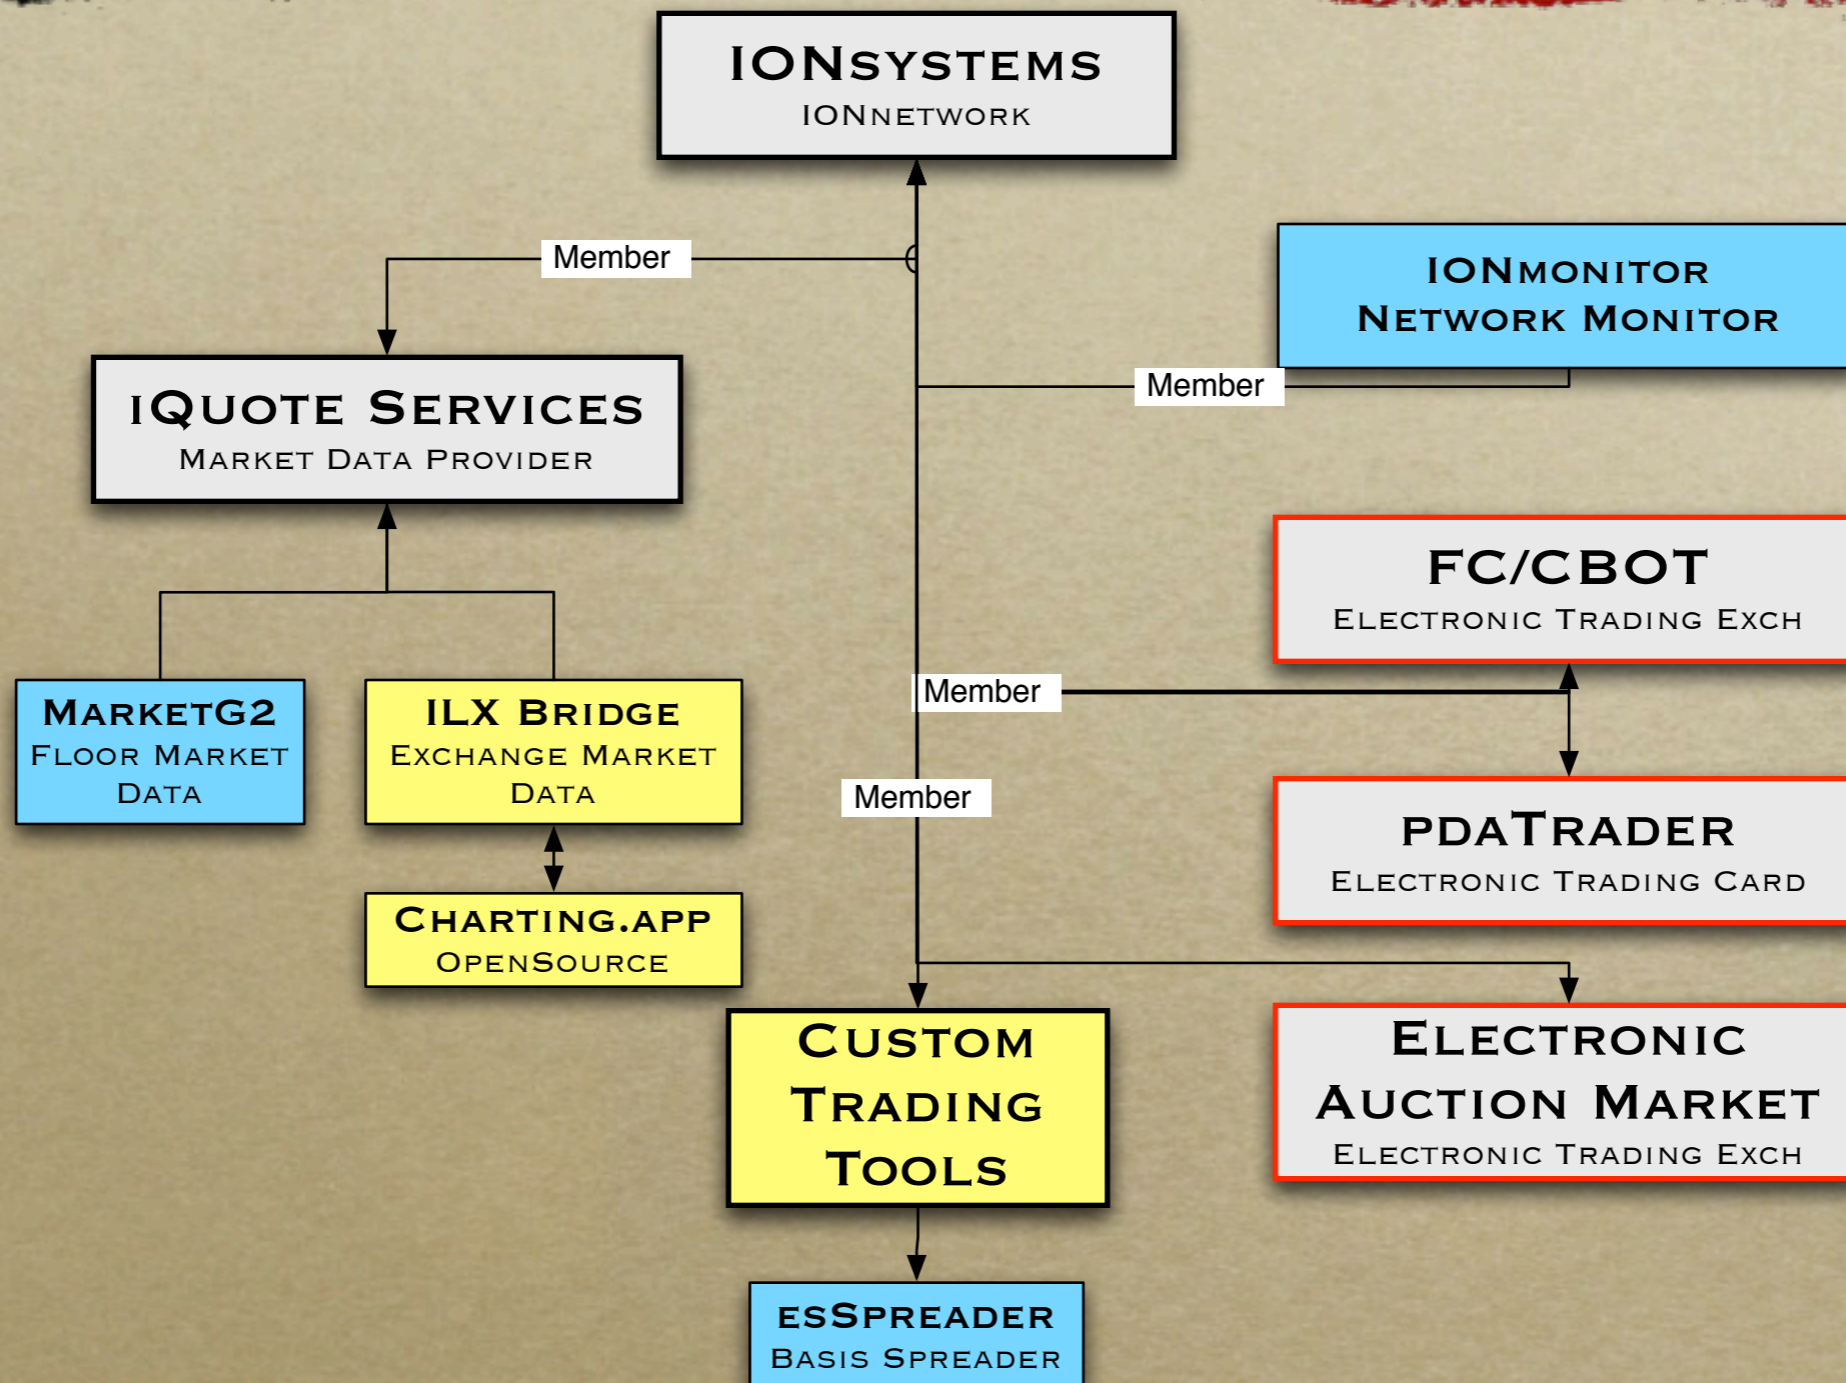 IONSYSTEMS
IONNETWORK
Member
IONMONITOR
NETWORK MONITOR
Member
IQUOTE SERVICES
MARKET DATA PROVIDER
FC/CBOT
ELECTRONIC TRADING EXCH
MARKETG2
FLOOR MARKET
DATA
ILX BRIDGE
EXCHANGE MARKET
DATA
Member
Member
PDATRADER
ELECTRONIC TRADING CARD
CHARTING.APP
OPENSOURCE
CUSTOM
TRADING
TOOLS
ELECTRONIC
AUCTION MARKET
ELECTRONIC TRADING EXCH
ESSPREADER
BASIS SPREADER